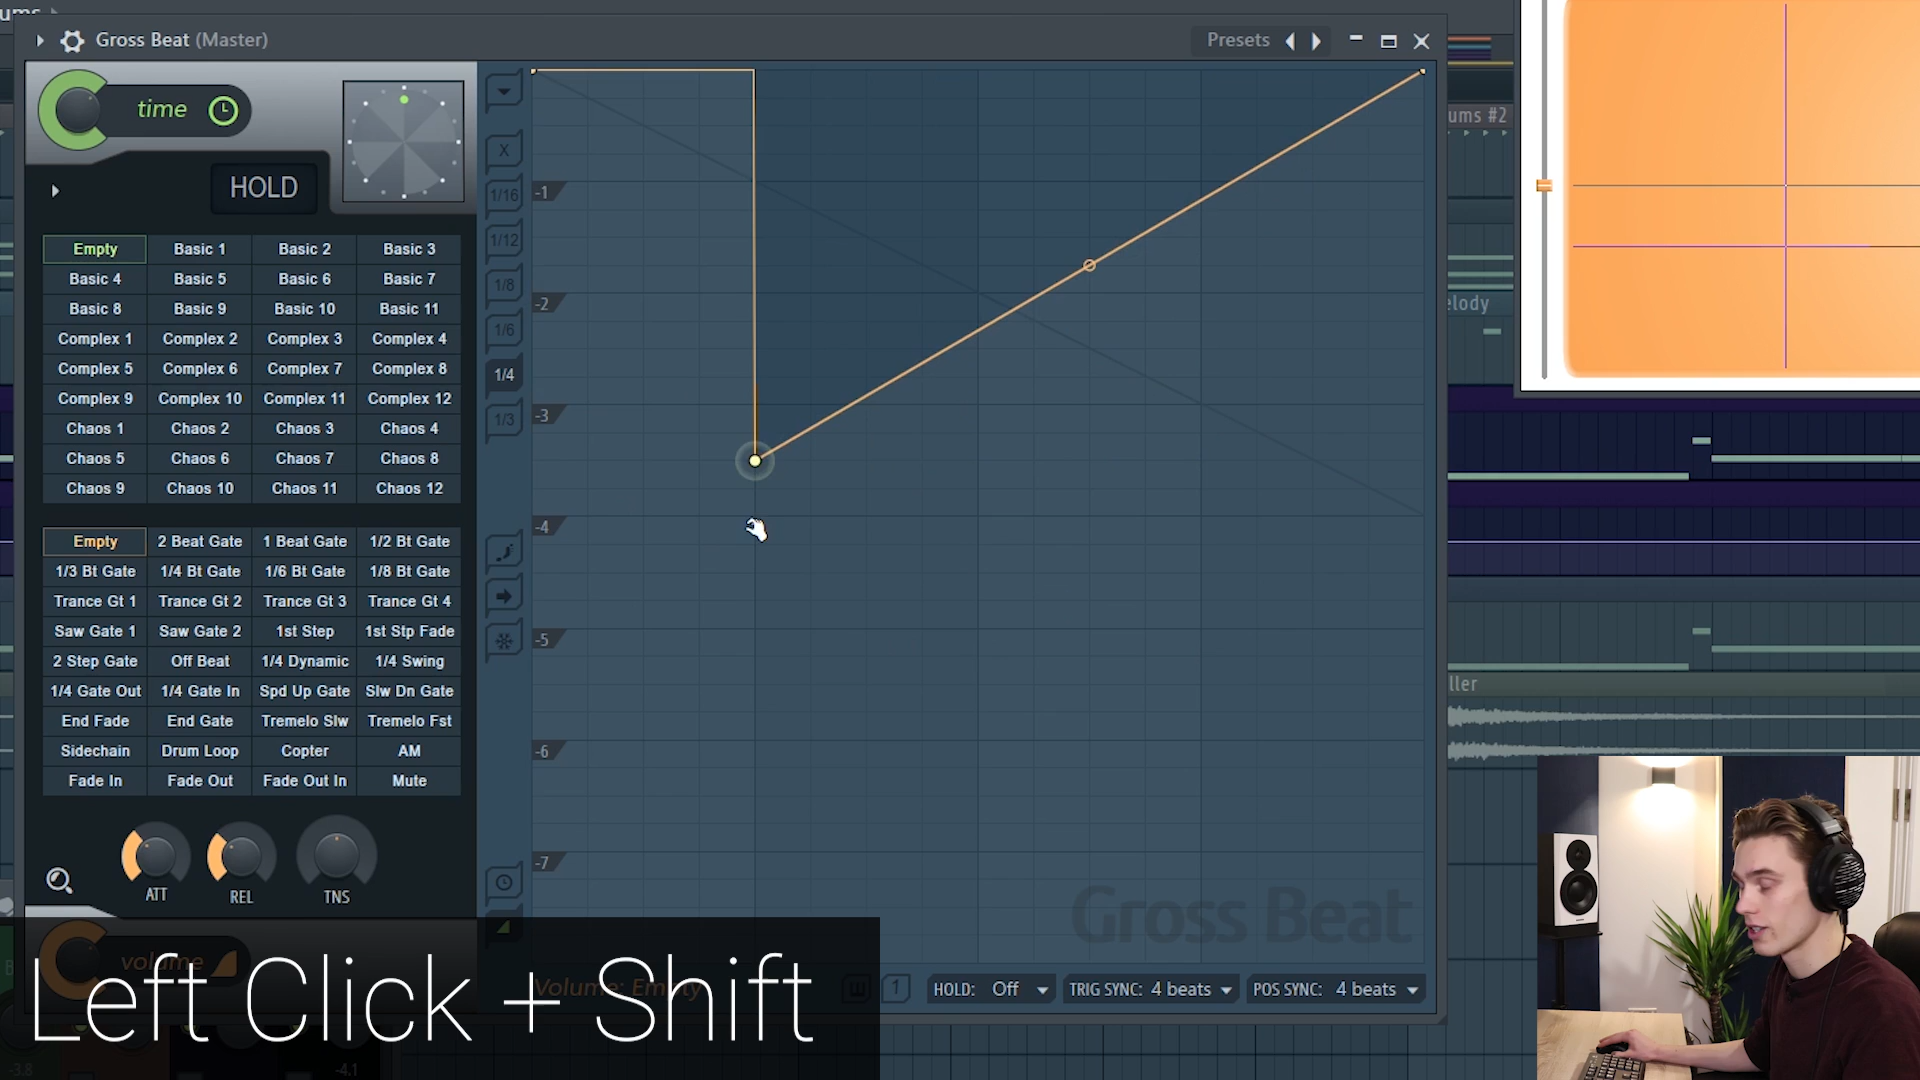 ums
Gross Beat (Master)
Presets
time
HOLD
Empty Basic 1 Basic 2 Basic 3
Basic 4 Basic 5 Basic 6 Basic 7
Basic 8 Basic 9 Basic 10 Basic 11
Complex 1 Complex 2 Complex 3 Complex 4
Complex 5 Complex 6 Complex 7 Complex 8
Complex 9 Complex 10 Complex 11 Complex 12
Chaos 1 Chaos 2 Chaos 3 Chaos 4
Chaos 5 Chaos 6 Chaos 7 Chaos 8
Chaos 9 Chaos 10 Chaos 11 Chaos 12
Empty 2 Beat Gate 1 Beat Gate 1/2 Bt Gate
1/3 Bt Gate 1/4 Bt Gate 1/6 Bt Gate 1/8 Bt Gate
Trance Gt 1 Trance Gt 2 Trance Gt 3 Trance Gt 4
Saw Gate 1 Saw Gate 2 1st Step 1st Stp Fade
2 Step Gate Off Beat 1/4 Dynamic 1/4 Swing
1/4 Gate Out 1/4 Gate In Spd Up Gate Slw Dn Gate
End Fade End Gate Tremelo Slw Tremelo Fst
Sidechain Drum Loop Copter AM
Fade In Fade Out Fade Out In Mute
ATT REL TNS
volume
X
1/16
1/12
1/8
1/6
1/4
1/3
-1
-2
-3
-4
-5
-6
-7
Gross Beat
Volume: Empty
1
HOLD: Off TRIG SYNC: 4 beats POS SYNC: 4 beats
ums #2
elody
ller
Left Click + Shift
-3.8
-4.1